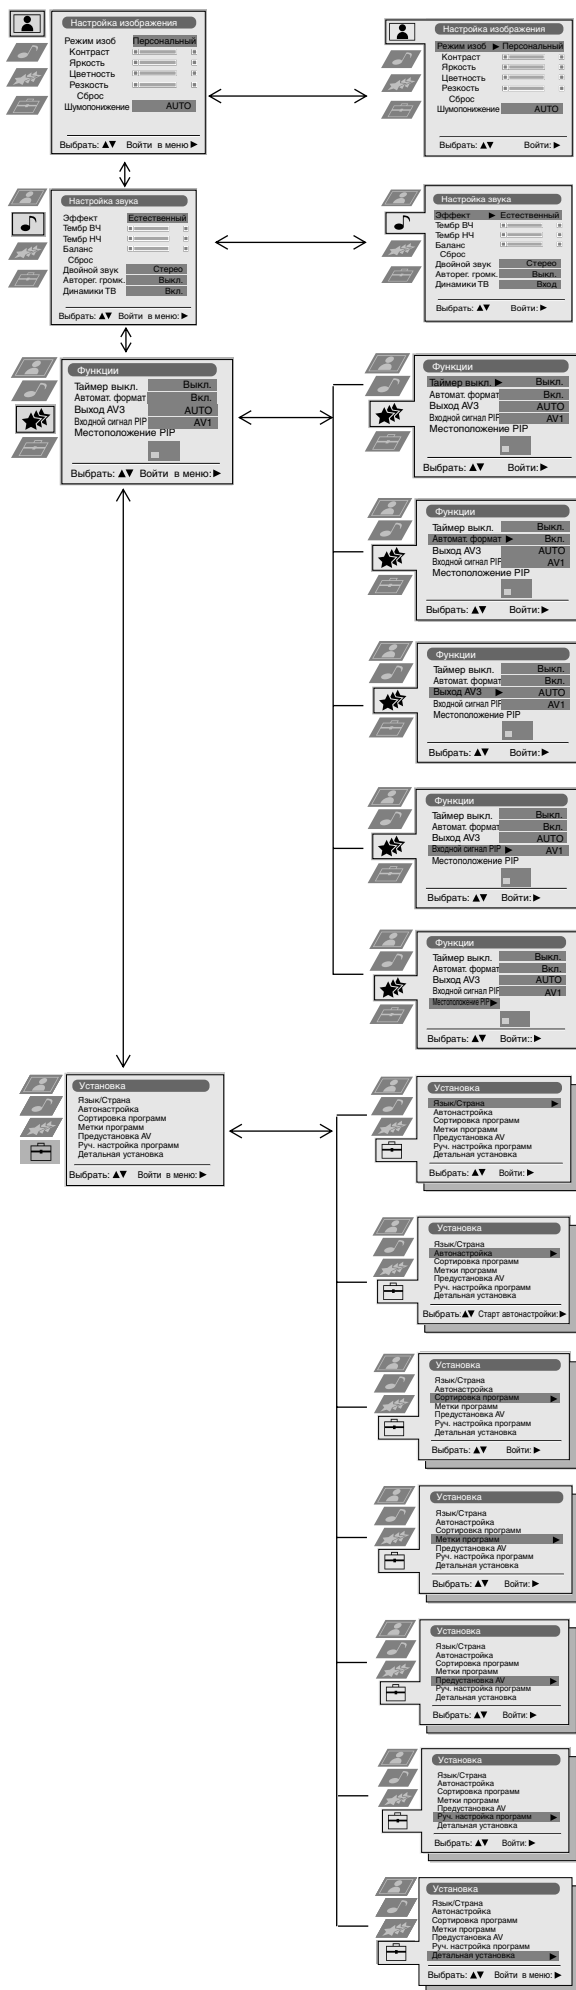 Настройка изображения
Режим изоб Персональный
Контраст
Яркость
Цветность
Резкость
Сброс
Шумопонижение AUTO
Выбрать: ▲▼ Войти в меню ▶
Настройка изображения
Режим изоб ▶ Персональный
Контраст
Яркость
Цветность
Резкость
Сброс
Шумопонижение AUTO
Выбрать: ▲▼ Войти: ▶
Настройка звука
Эффект Естественный
Тембр ВЧ
Тембр НЧ
Баланс
Сброс
Двойной звук Стерео
Авторег. громк. Выкл.
Динамики ТВ Вкл.
Выбрать: ▲▼ Войти в меню: ▶
Настройка звука
Эффект ▶ Естественный
Тембр ВЧ
Тембр НЧ
Баланс
Сброс
Двойной звук Стерео
Авторег. громк. Выкл.
Динамики ТВ Вход
Выбрать: ▲▼ Войти: ▶
Функции
Таймер выкл. Выкл.
Автомат. формат Вкл.
Выход AV3 AUTO
Входной сигнал PIP AV1
Местоположение PIP
Выбрать: ▲▼ Войти в меню: ▶
Функции
Таймер выкл. ▶ Выкл.
Автомат. формат Вкл.
Выход AV3 AUTO
Входной сигнал PIP AV1
Местоположение PIP
Выбрать: ▲▼ Войти: ▶
Функции
Таймер выкл. Выкл.
Автомат. формат ▶ Вкл.
Выход AV3 AUTO
Входной сигнал PIP AV1
Местоположение PIP
Выбрать: ▲▼ Войти: ▶
Функции
Таймер выкл. Выкл.
Автомат. формат Вкл.
Выход AV3 ▶ AUTO
Входной сигнал PIP AV1
Местоположение PIP
Выбрать: ▲▼ Войти: ▶
Функции
Таймер выкл. Выкл.
Автомат. формат Вкл.
Выход AV3 AUTO
Входной сигнал PIP ▶ AV1
Местоположение PIP
Выбрать: ▲▼ Войти: ▶
Функции
Таймер выкл. Выкл.
Автомат. формат Вкл.
Выход AV3 AUTO
Входной сигнал PIP AV1
Местоположение PIP ▶
Выбрать: ▲▼ Войти:: ▶
Установка
Язык/Страна
Автонастройка
Сортировка программ
Метки программ
Предустановка AV
Руч. настройка программ
Детальная установка
Выбрать: ▲▼ Войти в меню: ▶
Установка
Язык/Страна ▶
Автонастройка
Сортировка программ
Метки программ
Предустановка AV
Руч. настройка программ
Детальная установка
Выбрать: ▲▼ Войти: ▶
Установка
Язык/Страна
Автонастройка ▶
Сортировка программ
Метки программ
Предустановка AV
Руч. настройка программ
Детальная установка
Выбрать:▲▼ Старт автонастройки:▶
Установка
Язык/Страна
Автонастройка
Сортировка программ ▶
Метки программ
Предустановка AV
Руч. настройка программ
Детальная установка
Выбрать: ▲▼ Войти: ▶
Установка
Язык/Страна
Автонастройка
Сортировка программ
Метки программ ▶
Предустановка AV
Руч. настройка программ
Детальная установка
Выбрать: ▲▼ Войти: ▶
Установка
Язык/Страна
Автонастройка
Сортировка программ
Метки программ
Предустановка AV ▶
Руч. настройка программ
Детальная установка
Выбрать: ▲▼ Войти: ▶
Установка
Язык/Страна
Автонастройка
Сортировка программ
Метки программ
Предустановка AV
Руч. настройка программ ▶
Детальная установка
Выбрать: ▲▼ Войти: ▶
Установка
Язык/Страна
Автонастройка
Сортировка программ
Метки программ
Предустановка AV
Руч. настройка программ
Детальная установка ▶
Выбрать: ▲▼ Войти в меню: ▶